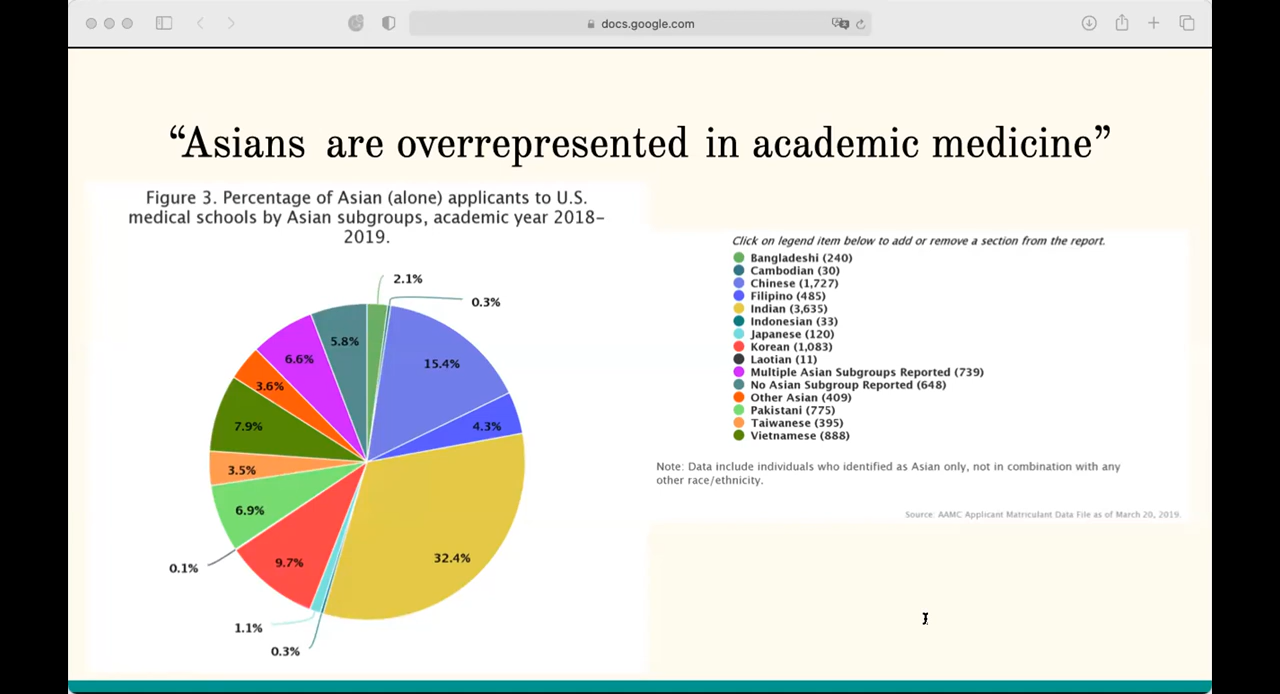 docs.google.com
“Asians are overrepresented in academic medicine”
Figure 3. Percentage of Asian (alone) applicants to U.S.
medical schools by Asian subgroups, academic year 2018–
2019.
2.1%
0.3%
15.4%
4.3%
32.4%
0.3%
1.1%
9.7%
0.1%
6.9%
3.5%
7.9%
3.6%
6.6%
5.8%
Click on legend item below to add or remove a section from the report.
Bangladeshi (240)
Cambodian (30)
Chinese (1,727)
Filipino (485)
Indian (3,635)
Indonesian (33)
Japanese (120)
Korean (1,083)
Laotian (11)
Multiple Asian Subgroups Reported (739)
No Asian Subgroup Reported (648)
Other Asian (409)
Pakistani (775)
Taiwanese (395)
Vietnamese (888)
Note: Data include individuals who identified as Asian only, not in combination with any
other race/ethnicity.
Source: AAMC Applicant Matriculant Data File as of March 20, 2019.